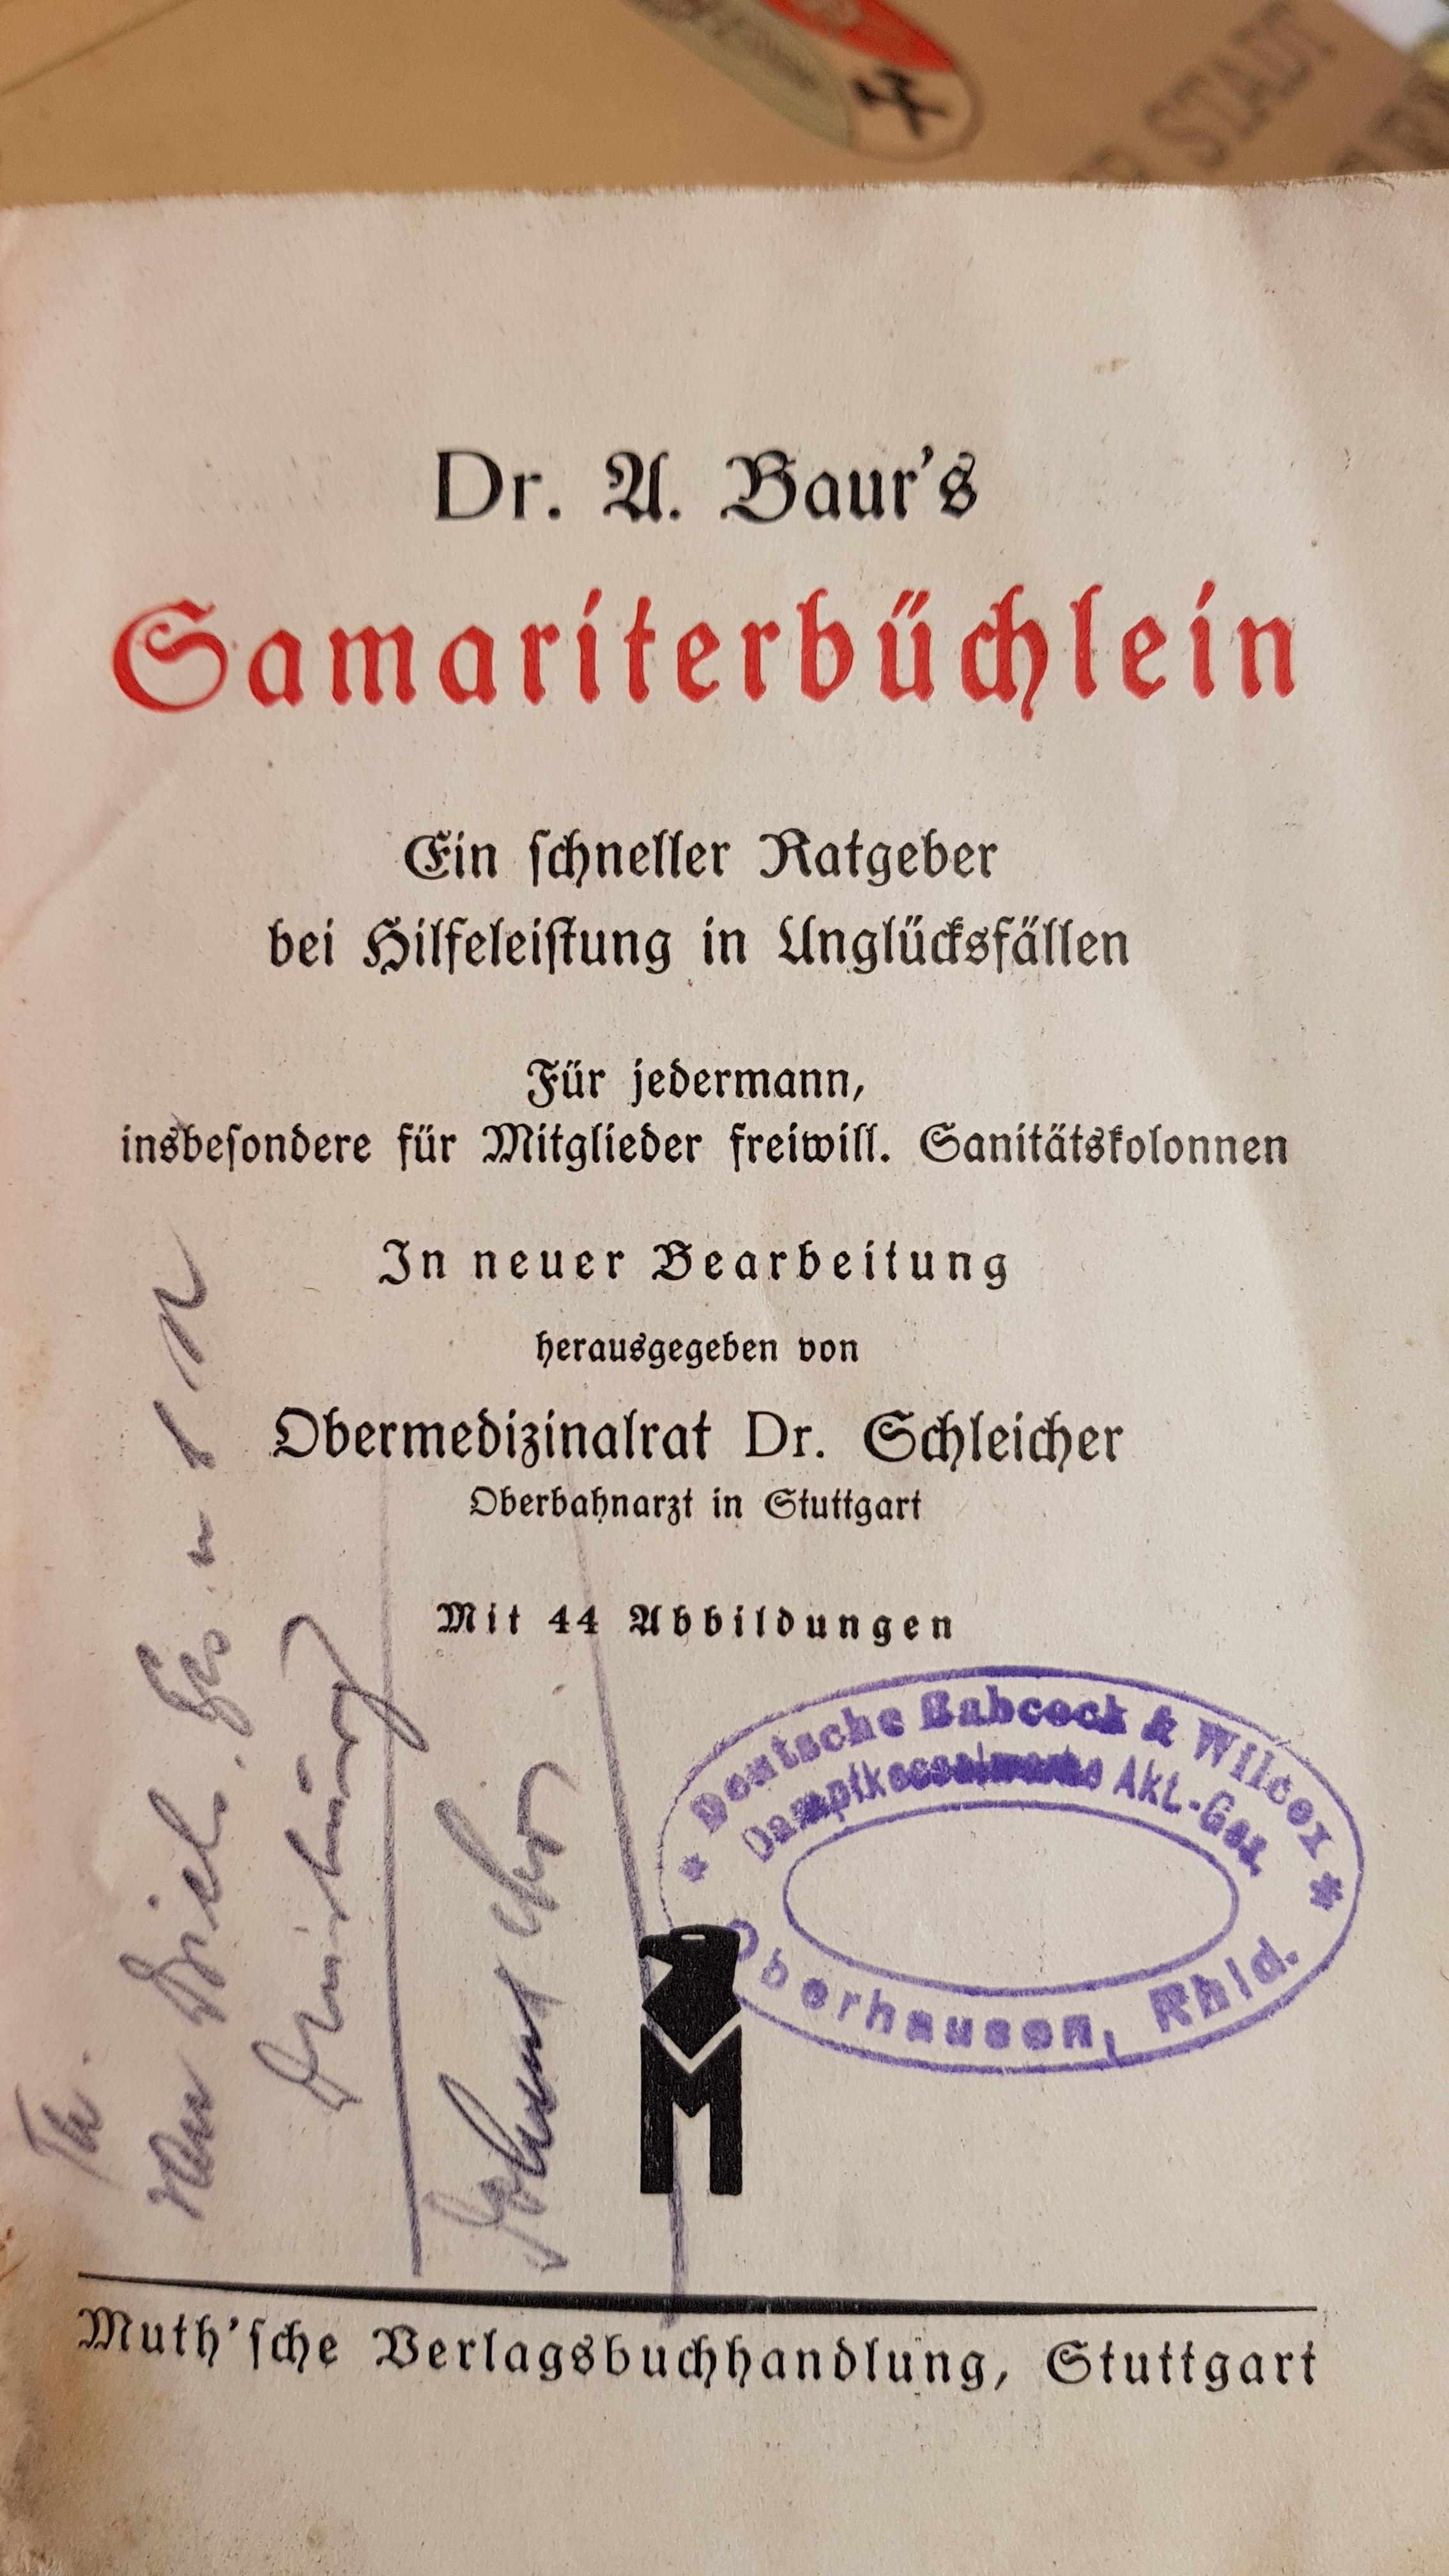 R STADT
Dr. A. Baur's
Samariterbüchlein
Ein schneller Ratgeber
bei Hilfeleistung in Unglücksfällen
Für jedermann,
insbesondere für Mitglieder freiwill. Sanitätskolonnen
In neuer Bearbeitung
herausgegeben von
Obermedizinalrat Dr. Schleicher
Oberbahnarzt in Stuttgart
Mit 44 Abbildungen
Deutsche Babcock & Wilcox
Dampfkesselwerke Akt.-Ges.
Oberhausen, Rhld.
M
Muth'sche Verlagsbuchhandlung, Stuttgart